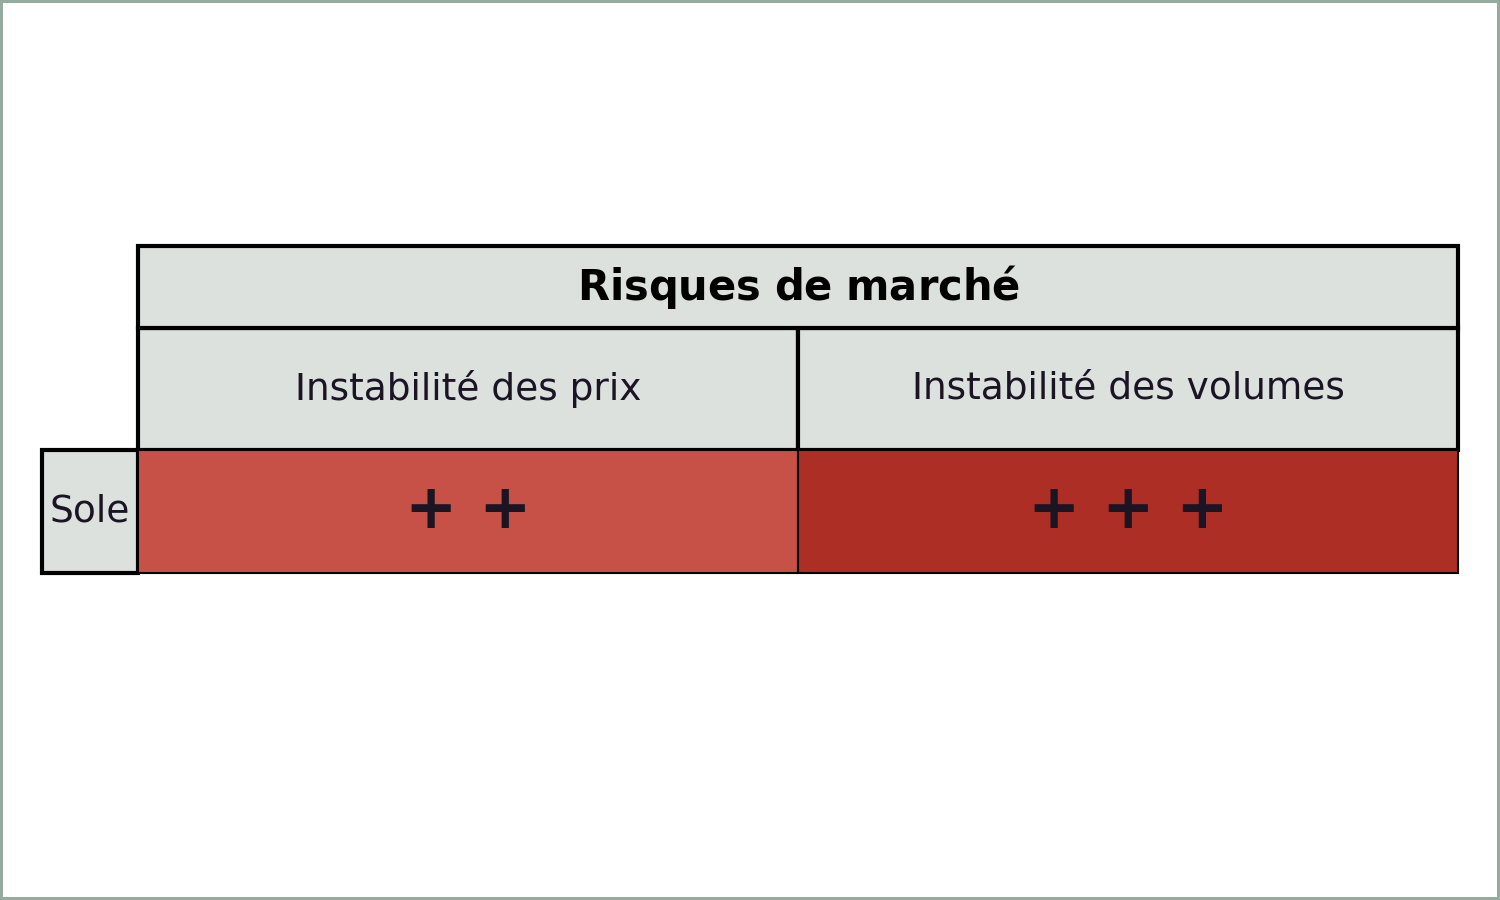 Risques de marché
Instabilité des prix
Instabilité des volumes
Sole
+ +
+ + +